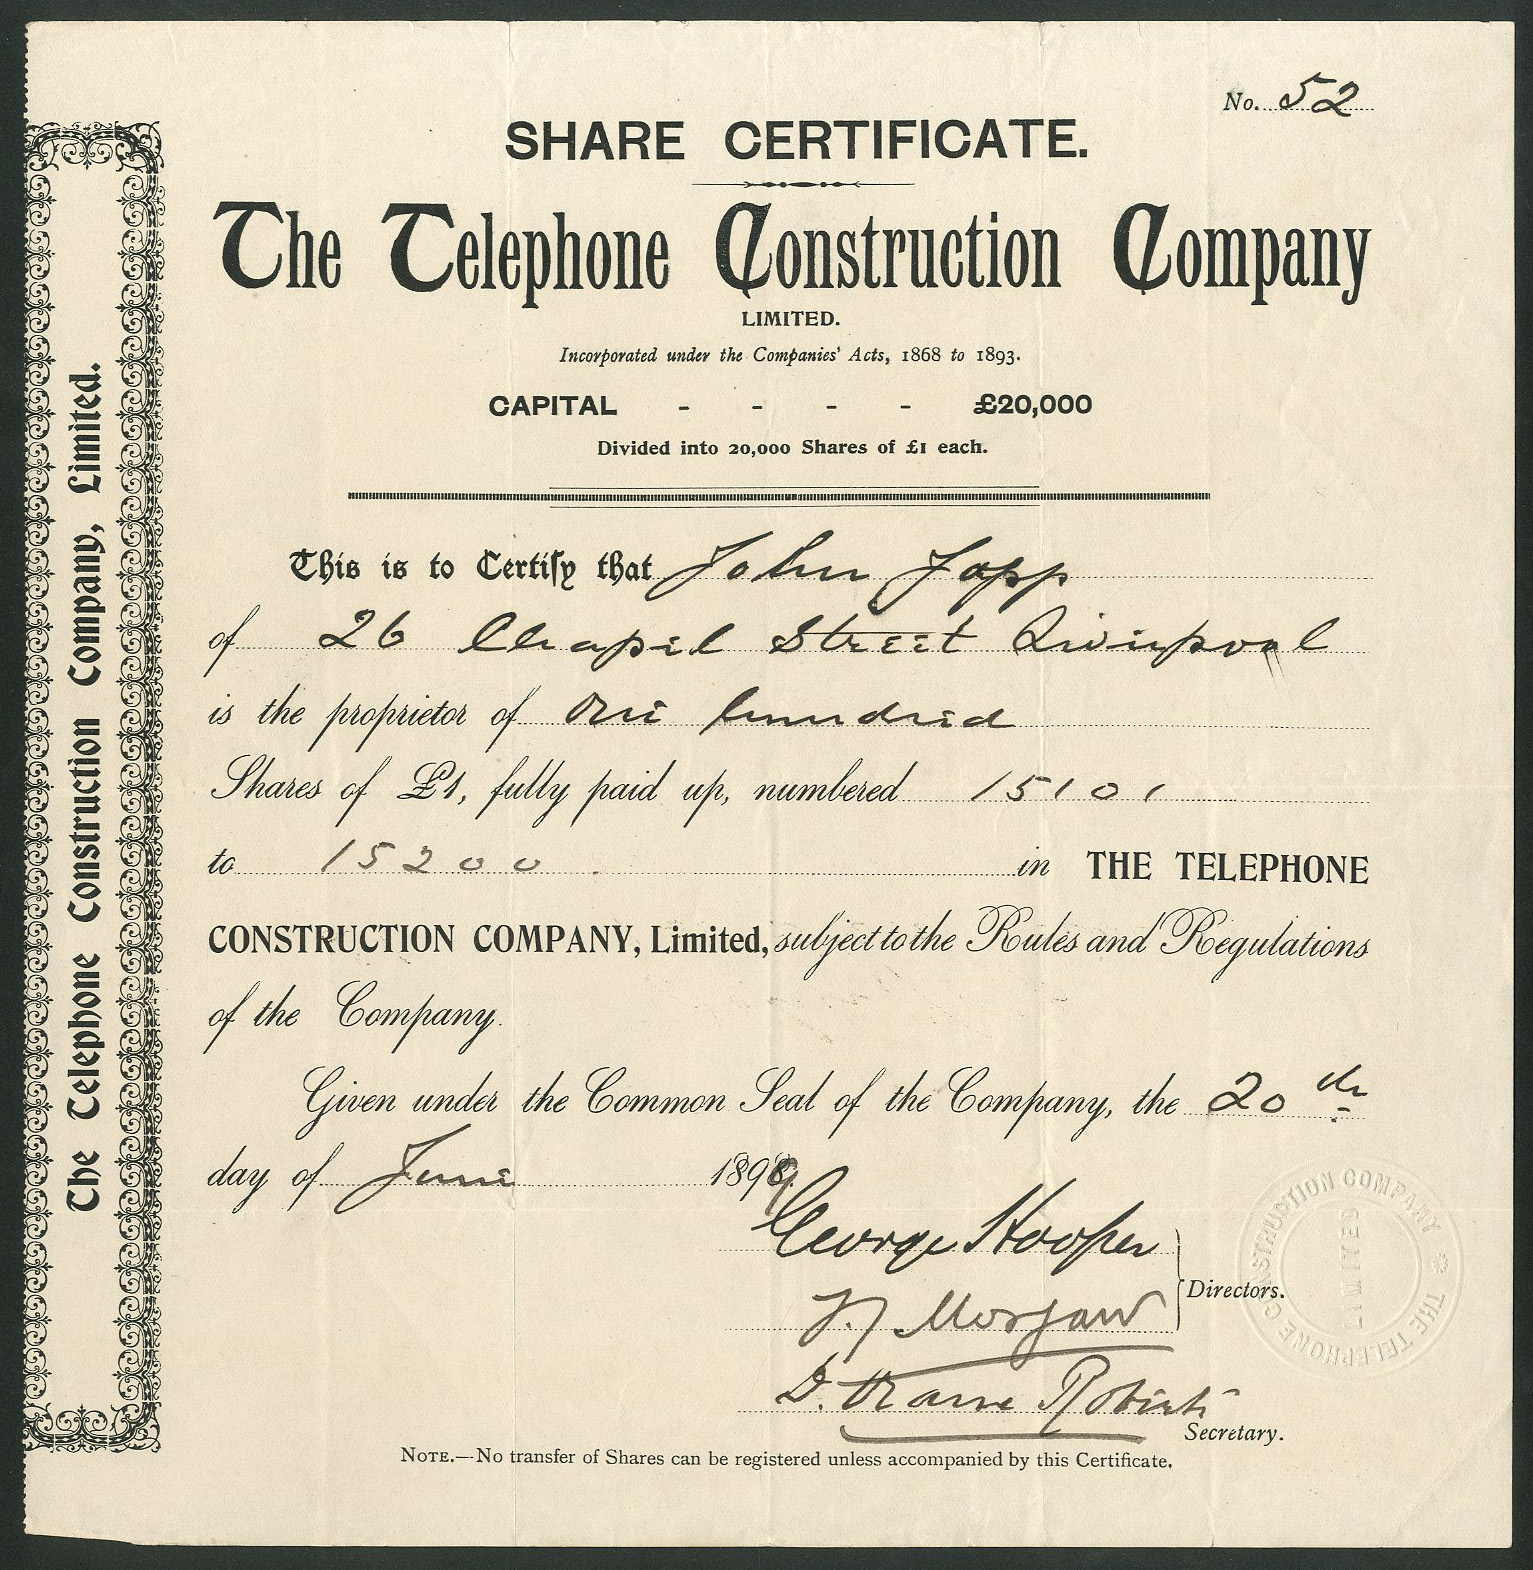 No. 52
SHARE CERTIFICATE.
The Telephone Construction Company
LIMITED.
Incorporated under the Companies' Acts, 1868 to 1893.
CAPITAL - - - - £20,000
Divided into 20,000 Shares of £1 each.
This is to Certify that John Jopp
of 26 Chapel Street Liverpool
is the proprietor of One hundred
Shares of £1, fully paid up, numbered 15101
to 15200 . in THE TELEPHONE
CONSTRUCTION COMPANY, Limited, subject to the Rules and Regulations
of the Company.
Given under the Common Seal of the Company, the 20th
day of June 1899
George Hooper
Morgan
Directors.
D. Roberts
Secretary.
NOTE.—No transfer of Shares can be registered unless accompanied by this Certificate.
The Telephone Construction Company, Limited.
THE TELEPHONE CONSTRUCTION COMPANY
LIMITED